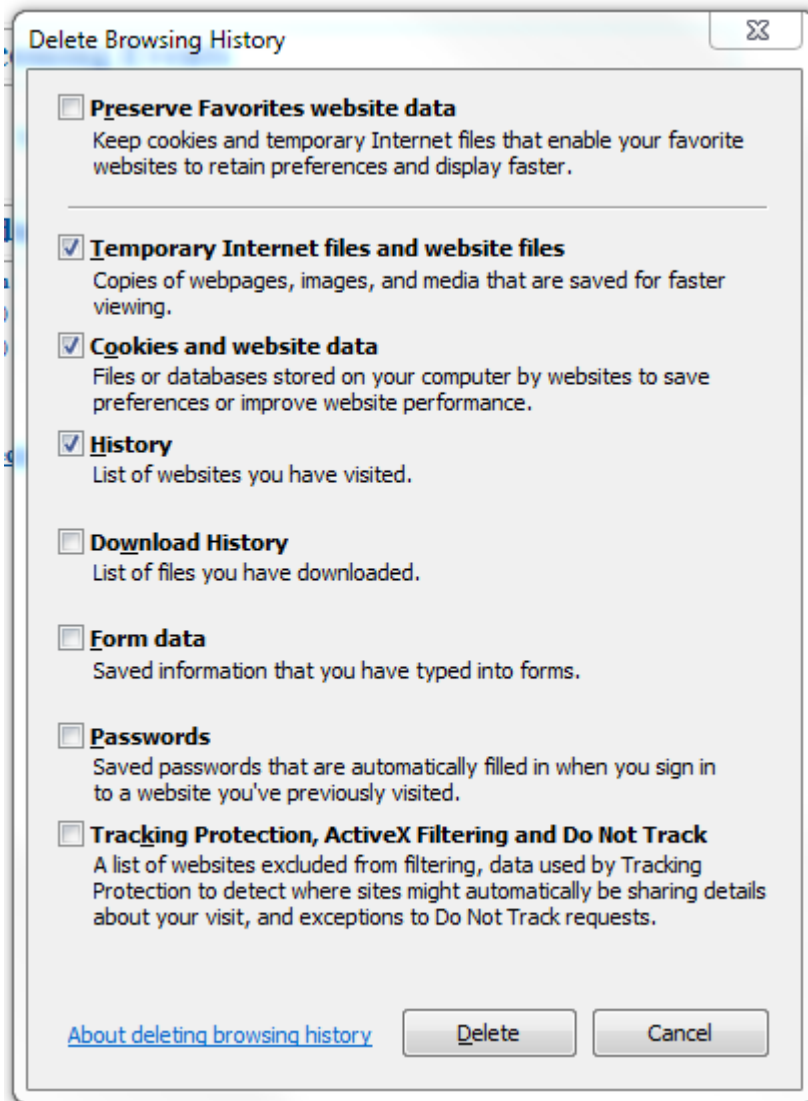 Delete Browsing History
Preserve Favorites website data
Keep cookies and temporary Internet files that enable your favorite
websites to retain preferences and display faster.
Temporary Internet files and website files
Copies of webpages, images, and media that are saved for faster
viewing.
Cookies and website data
Files or databases stored on your computer by websites to save
preferences or improve website performance.
History
List of websites you have visited.
Download History
List of files you have downloaded.
Form data
Saved information that you have typed into forms.
Passwords
Saved passwords that are automatically filled in when you sign in
to a website you've previously visited.
Tracking Protection, ActiveX Filtering and Do Not Track
A list of websites excluded from filtering, data used by Tracking
Protection to detect where sites might automatically be sharing details
about your visit, and exceptions to Do Not Track requests.
About deleting browsing history
Delete
Cancel